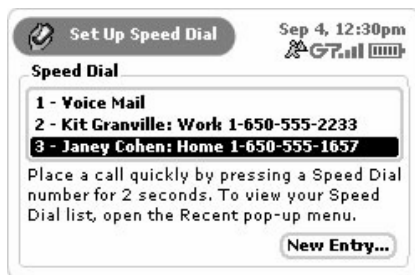 Set Up Speed Dial
Sep 4, 12:30pm
G7
Speed Dial
1 - Voice Mail
2 - Kit Granville: Work 1-650-555-2233
3 - Janey Cohen: Home 1-650-555-1657
Place a call quickly by pressing a Speed Dial
number for 2 seconds. To view your Speed
Dial list, open the Recent pop-up menu.
New Entry...